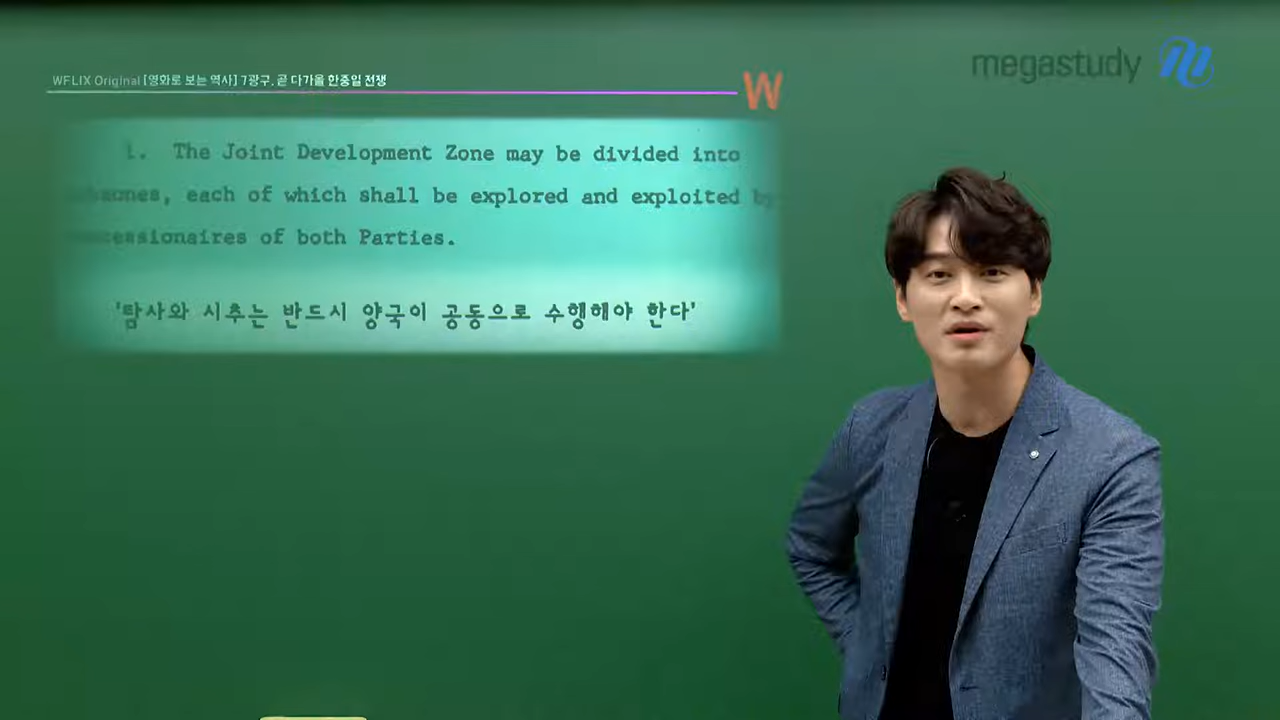 WFLIX Original [영화로 보는 역사] 7광구, 곧 다가올 한중일 전쟁
W
megastudy
1. The Joint Development Zone may be divided into
each of which shall be explored and exploited by
of both Parties.
'탐사와 시추는 반드시 양국이 공동으로 수행해야 한다'